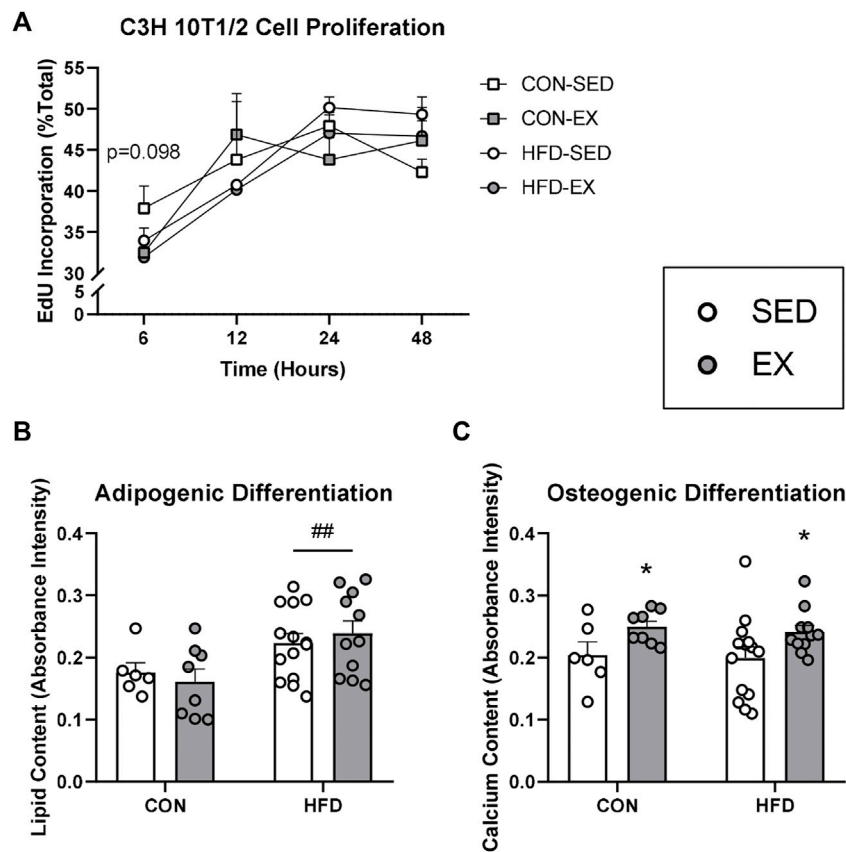 A
C3H 10T1/2 Cell Proliferation
EdU Incorporation (%Total)
55
50
45
40
35
30
5
0
p=0.098
6
12
24
48
Time (Hours)
CON-SED
CON-EX
HFD-SED
HFD-EX
SED
EX
B
Adipogenic Differentiation
Lipid Content (Absorbance Intensity)
0.4
0.3
0.2
0.1
0.0
##
CON
HFD
C
Osteogenic Differentiation
Calcium Content (Absorbance Intensity)
0.4
0.3
0.2
0.1
0.0
*
*
CON
HFD